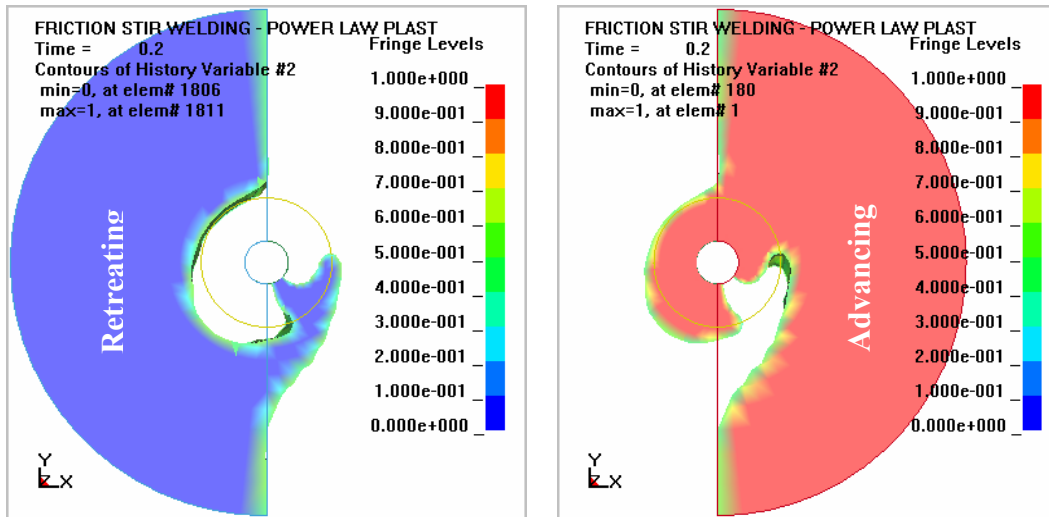 FRICTION STIR WELDING - POWER LAW PLAST
Time = 0.2
Contours of History Variable #2
min=0, at elem# 1806
max=1, at elem# 1811
Fringe Levels
1.000e+000
9.000e-001
8.000e-001
7.000e-001
6.000e-001
5.000e-001
4.000e-001
3.000e-001
2.000e-001
1.000e-001
0.000e+000
Retreating
Y
Z X
FRICTION STIR WELDING - POWER LAW PLAST
Time = 0.2
Contours of History Variable #2
min=0, at elem# 180
max=1, at elem# 1
Fringe Levels
1.000e+000
9.000e-001
8.000e-001
7.000e-001
6.000e-001
5.000e-001
4.000e-001
3.000e-001
2.000e-001
1.000e-001
0.000e+000
Advancing
Y
Z X